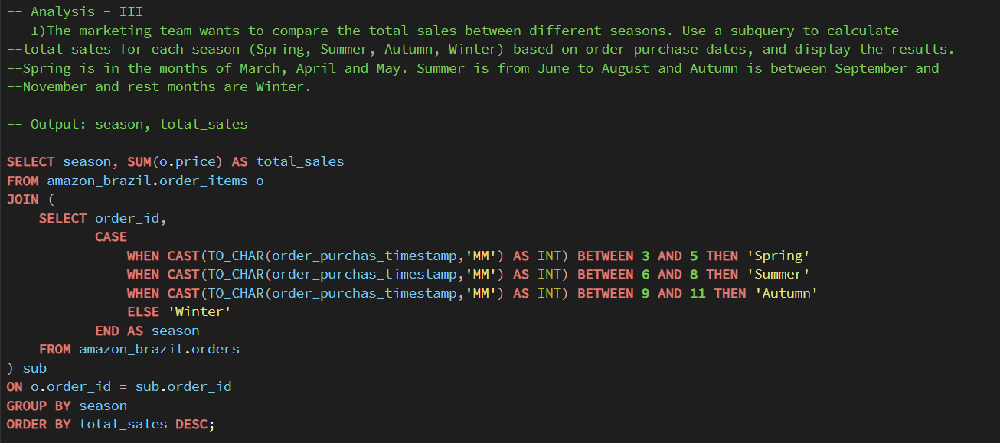 -- Analysis - III
-- 1)The marketing team wants to compare the total sales between different seasons. Use a subquery to calculate
--total sales for each season (Spring, Summer, Autumn, Winter) based on order purchase dates, and display the results.
--Spring is in the months of March, April and May. Summer is from June to August and Autumn is between September and
--November and rest months are Winter.

-- Output: season, total_sales

SELECT season, SUM(o.price) AS total_sales
FROM amazon_brazil.order_items o
JOIN (
    SELECT order_id,
           CASE
               WHEN CAST(TO_CHAR(order_purchas_timestamp,'MM') AS INT) BETWEEN 3 AND 5 THEN 'Spring'
               WHEN CAST(TO_CHAR(order_purchas_timestamp,'MM') AS INT) BETWEEN 6 AND 8 THEN 'Summer'
               WHEN CAST(TO_CHAR(order_purchas_timestamp,'MM') AS INT) BETWEEN 9 AND 11 THEN 'Autumn'
               ELSE 'Winter'
           END AS season
    FROM amazon_brazil.orders
) sub
ON o.order_id = sub.order_id
GROUP BY season
ORDER BY total_sales DESC;